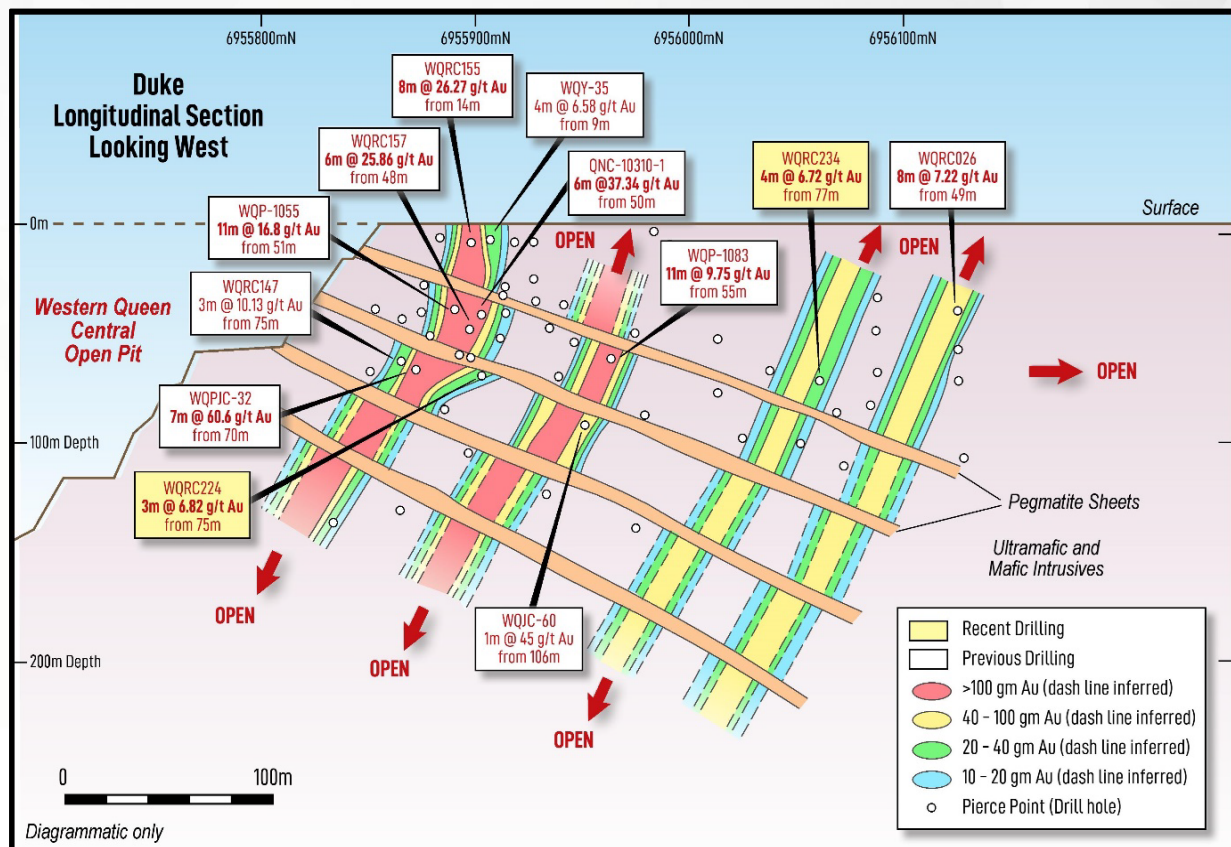 6955800mN
6955900mN
6956000mN
6956100mN
Duke
Longitudinal Section
Looking West
WQRC155
8m @ 26.27 g/t Au
from 14m
WQY-35
4m @ 6.58 g/t Au
from 9m
WQRC157
6m @ 25.86 g/t Au
from 48m
QNC-10310-1
6m @37.34 g/t Au
from 50m
WQRC234
4m @ 6.72 g/t Au
from 77m
WQRC026
8m @ 7.22 g/t Au
from 49m
WQP-1055
11m @ 16.8 g/t Au
from 51m
0m
Surface
OPEN
OPEN
WQP-1083
11m @ 9.75 g/t Au
from 55m
WQRC147
3m @ 10.13 g/t Au
from 75m
Western Queen
Central
Open Pit
OPEN
WQPJC-32
7m @ 60.6 g/t Au
from 70m
100m Depth
WQRC224
3m @ 6.82 g/t Au
from 75m
Pegmatite Sheets
Ultramafic and
Mafic Intrusives
OPEN
WQJC-60
1m @ 45 g/t Au
from 106m
200m Depth
OPEN
OPEN
Recent Drilling
Previous Drilling
>100 gm Au (dash line inferred)
40 - 100 gm Au (dash line inferred)
20 - 40 gm Au (dash line inferred)
10 - 20 gm Au (dash line inferred)
Pierce Point (Drill hole)
0
100m
Diagrammatic only